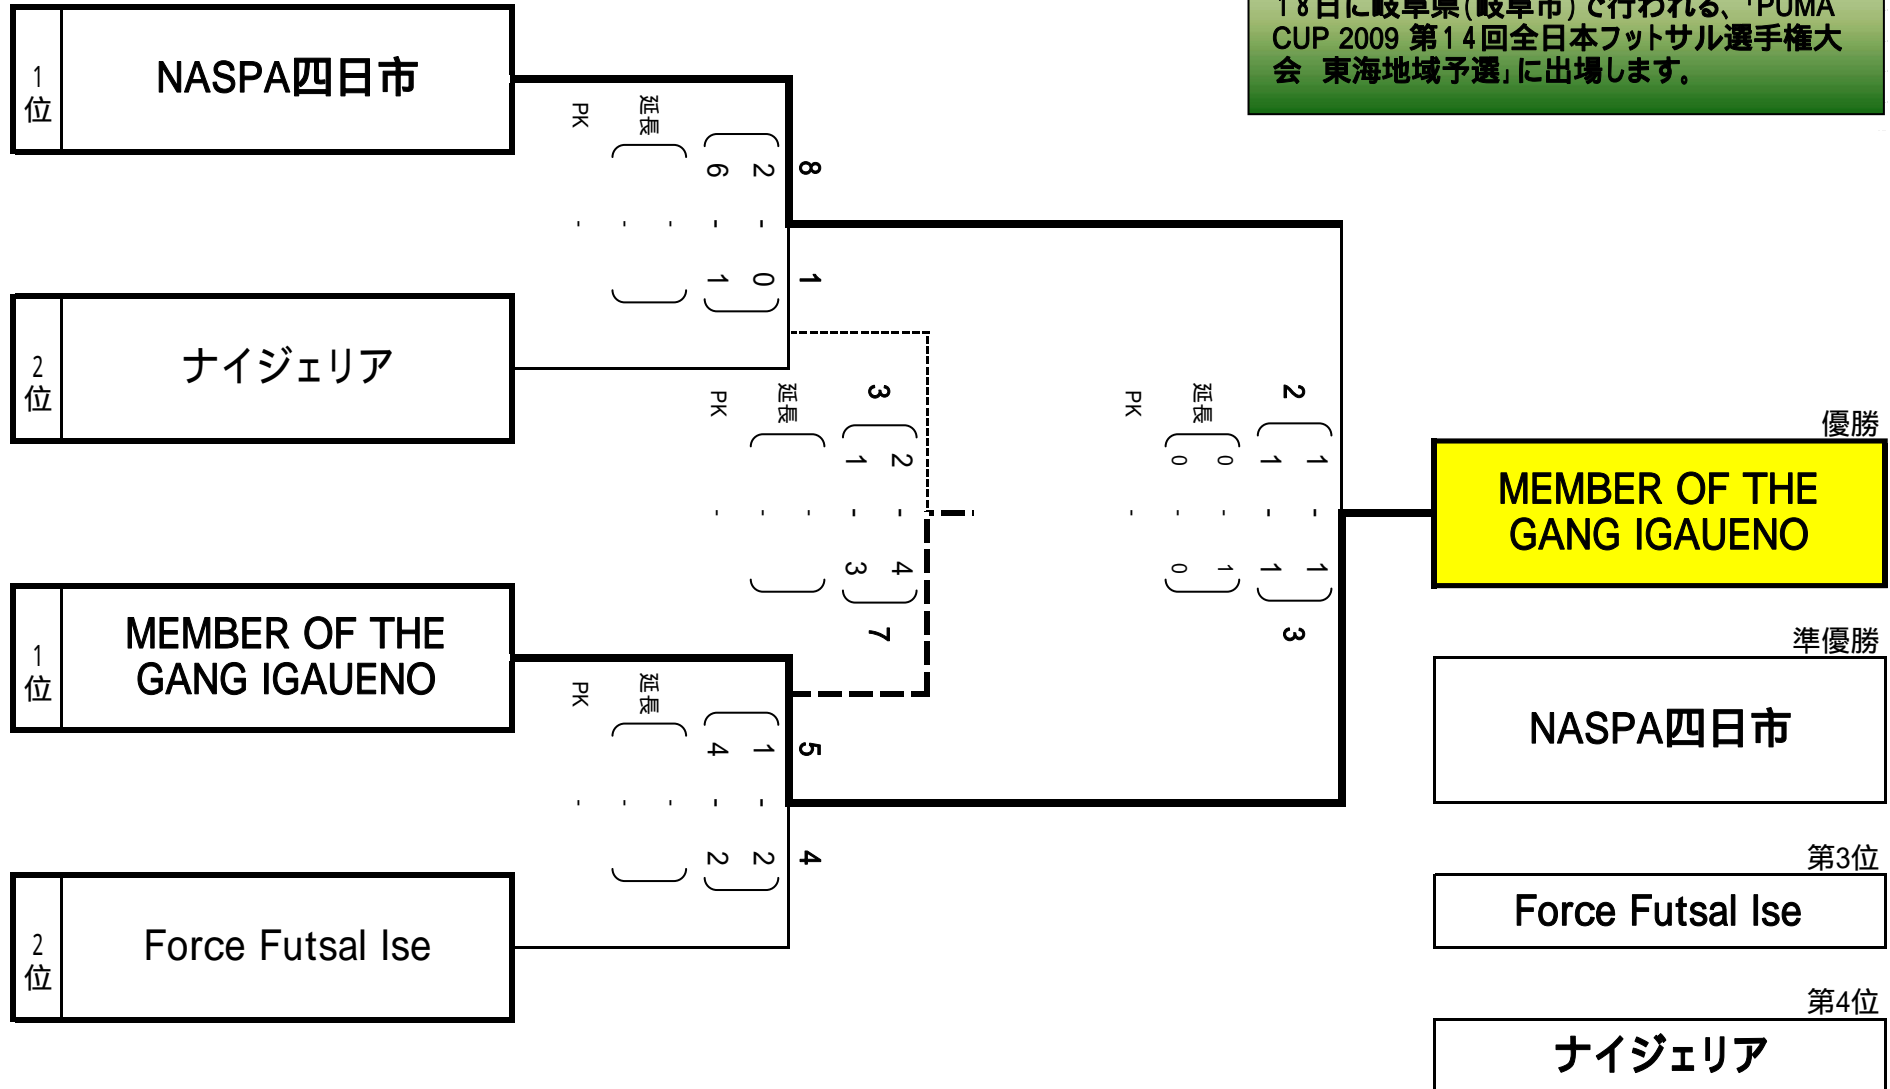 18日に岐阜県(岐阜市)で行われる、「PUMA
CUP 2009 第14回全日本フットサル選手権大
会　東海地域予選」に出場します。
1位
NASPA四日市
PK
延長
6 2 8
- - - - -
1 0 1
2位
ナイジェリア
PK
延長
3
1 2
- - - - -
3 4
7
PK
延長
2
0 0 1 1
- - - - -
0 1 1 1
3
優勝
MEMBER OF THE
GANG IGAUENO
1位
MEMBER OF THE
GANG IGAUENO
PK
延長
4 1 5
- - - - -
2 2 4
準優勝
NASPA四日市
2位
Force Futsal Ise
第3位
Force Futsal Ise
第4位
ナイジェリア